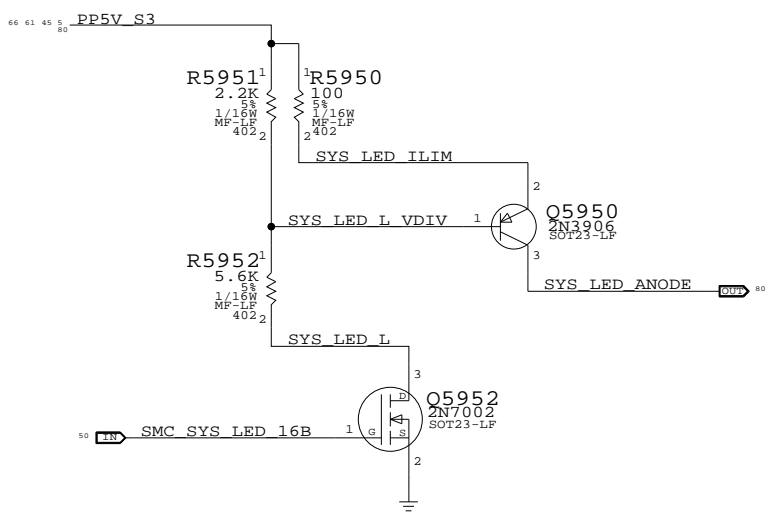 66 61 45 5 PP5V_S3
80
R5951 1 1 R5950
2.2K 100
5% 5%
1/16W 1/16W
MF-LF MF-LF
402 2 2 402
SYS_LED_ILIM
2
Q5950
SYS_LED_L_VDIV 1 2N3906
SOT23-LF
R5952 1
5.6K
5%
1/16W
MF-LF
402 2
3
SYS_LED_ANODE OUT 80
SYS_LED_L
3
D Q5952
2N7002
SOT23-LF
50 IN SMC_SYS_LED_16B 1 G S
2